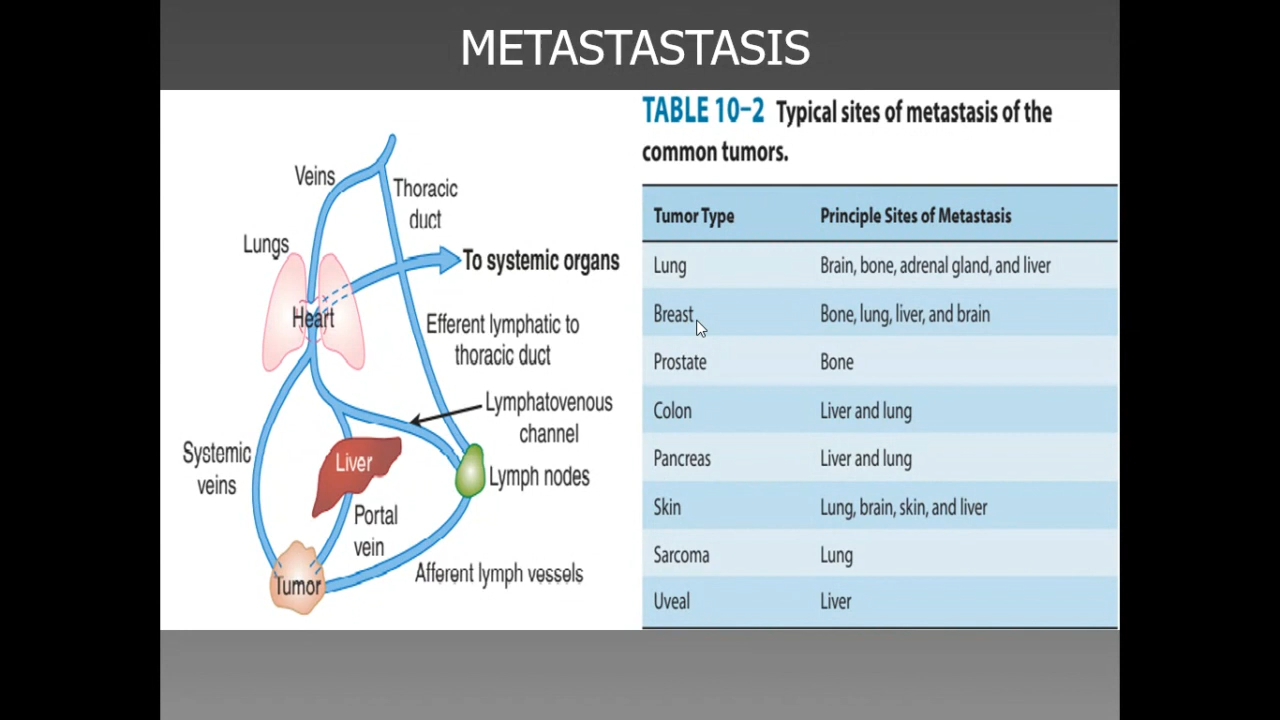 METASTASTASIS
Veins
Thoracic
duct
Lungs
To systemic organs
Heart
Efferent lymphatic to
thoracic duct
Lymphatovenous
channel
Systemic
veins
Liver
Lymph nodes
Portal
vein
Afferent lymph vessels
Tumor
TABLE 10–2 Typical sites of metastasis of the
common tumors.
Tumor Type Principle Sites of Metastasis
Lung Brain, bone, adrenal gland, and liver
Breast Bone, lung, liver, and brain
Prostate Bone
Colon Liver and lung
Pancreas Liver and lung
Skin Lung, brain, skin, and liver
Sarcoma Lung
Uveal Liver